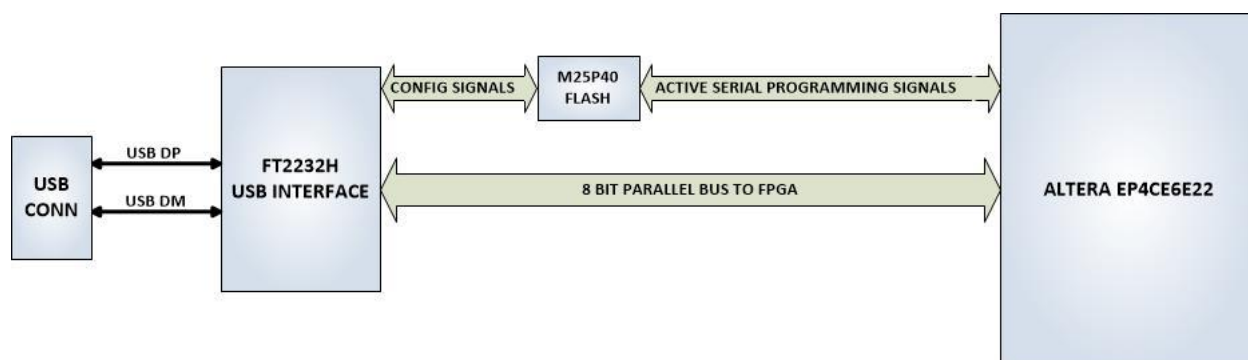 CONFIG SIGNALS
M25P40
FLASH
ACTIVE SERIAL PROGRAMMING SIGNALS
USB DP
USB
CONN
USB DM
FT2232H
USB INTERFACE
8 BIT PARALLEL BUS TO FPGA
ALTERA EP4CE6E22